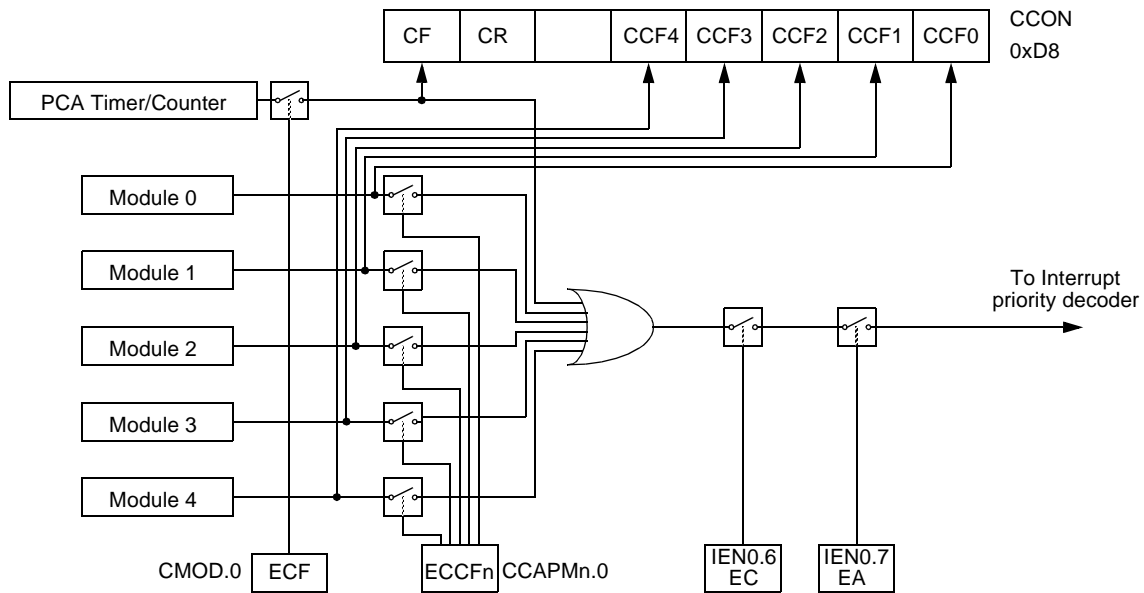 CF CR CCF4 CCF3 CCF2 CCF1 CCF0
CCON
0xD8
PCA Timer/Counter
Module 0
Module 1
Module 2
Module 3
Module 4
To Interrupt
priority decoder
CMOD.0 ECF
ECCFn CCAPMn.0
IEN0.6
EC
IEN0.7
EA